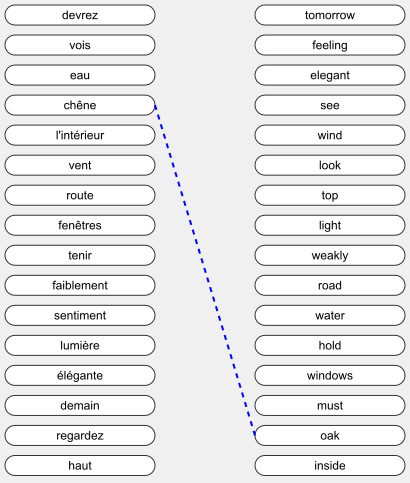 devrez
vois
eau
chêne
l'intérieur
vent
route
fenêtres
tenir
faiblement
sentiment
lumière
élégante
demain
regardez
haut
tomorrow
feeling
elegant
see
wind
look
top
light
weakly
road
water
hold
windows
must
oak
inside